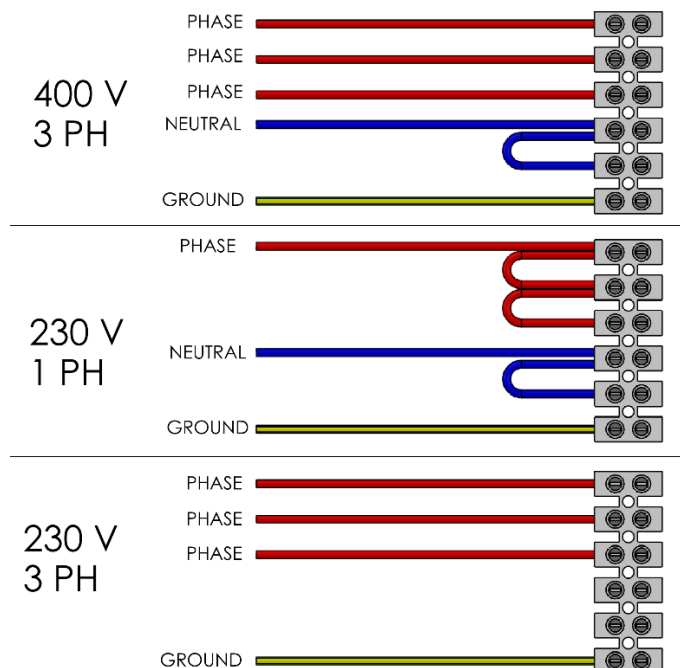 PHASE
PHASE
PHASE
400 V
3 PH
NEUTRAL
GROUND
PHASE
230 V
1 PH
NEUTRAL
GROUND
PHASE
PHASE
PHASE
230 V
3 PH
GROUND